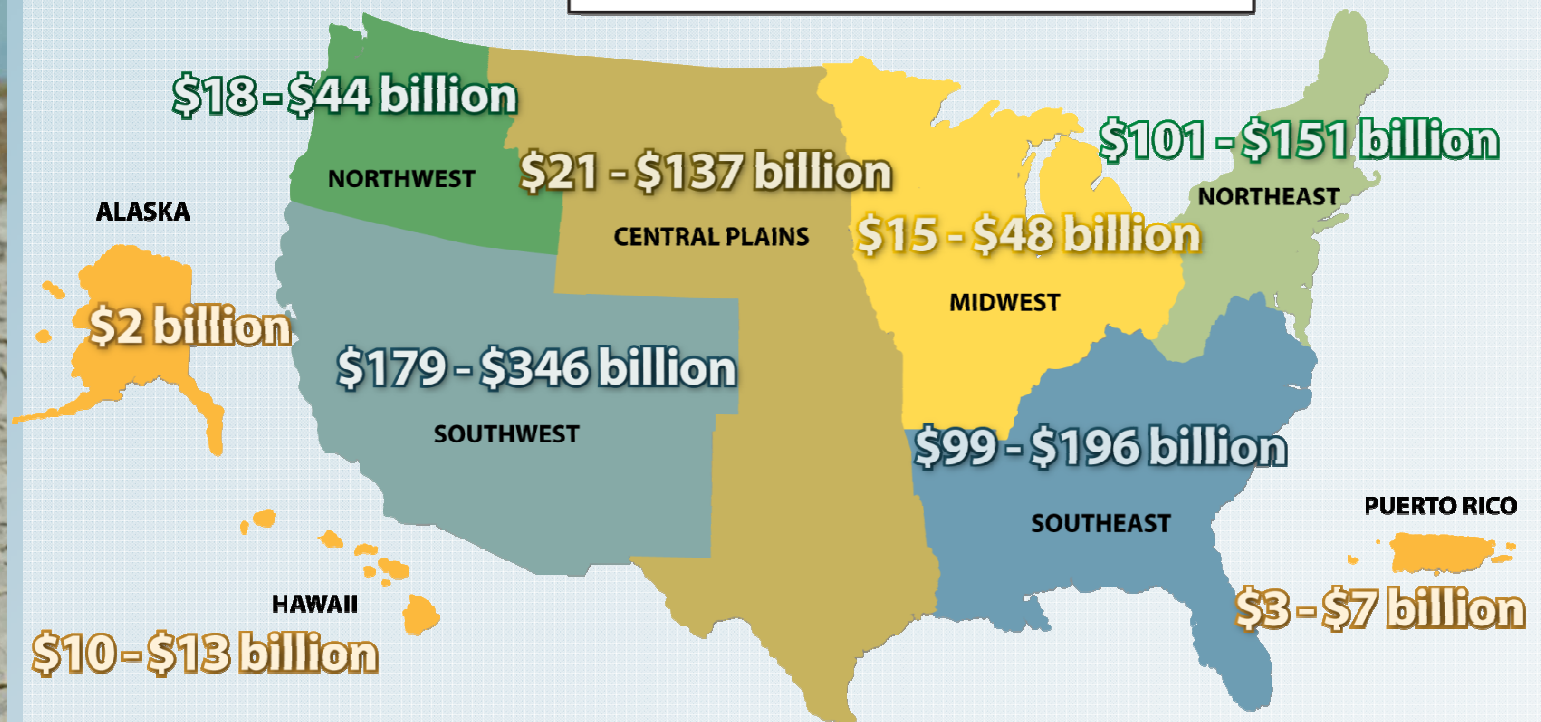 $18 - $44 billion
NORTHWEST
$21 - $137 billion
CENTRAL PLAINS
$101 - $151 billion
NORTHEAST
$15 - $48 billion
MIDWEST
ALASKA
$2 billion
$179 - $346 billion
SOUTHWEST
$99 - $196 billion
SOUTHEAST
HAWAII
$10 - $13 billion
PUERTO RICO
$3 - $7 billion